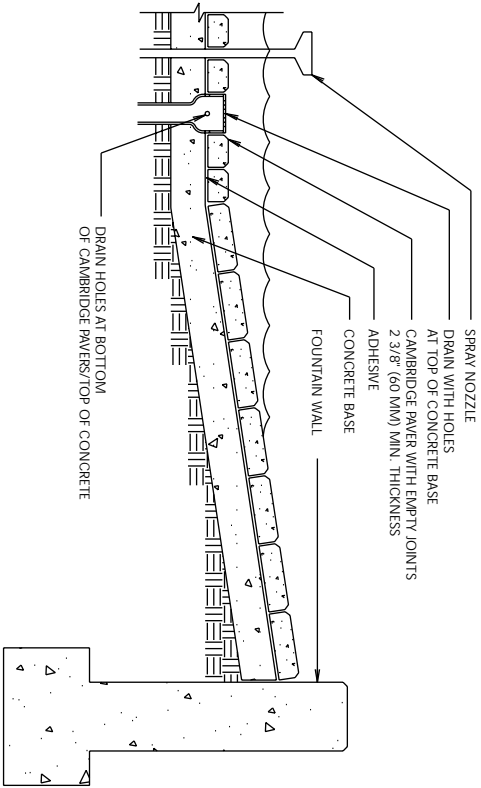 SPRAY NOZZLE
DRAIN WITH HOLES
AT TOP OF CONCRETE BASE
CAMBRIDGE PAVER WITH EMPTY JOINTS
2 3/8" (60 MM) MIN. THICKNESS
ADHESIVE
CONCRETE BASE
FOUNTAIN WALL
DRAIN HOLES AT BOTTOM
OF CAMBRIDGE PAVERS/TOP OF CONCRETE